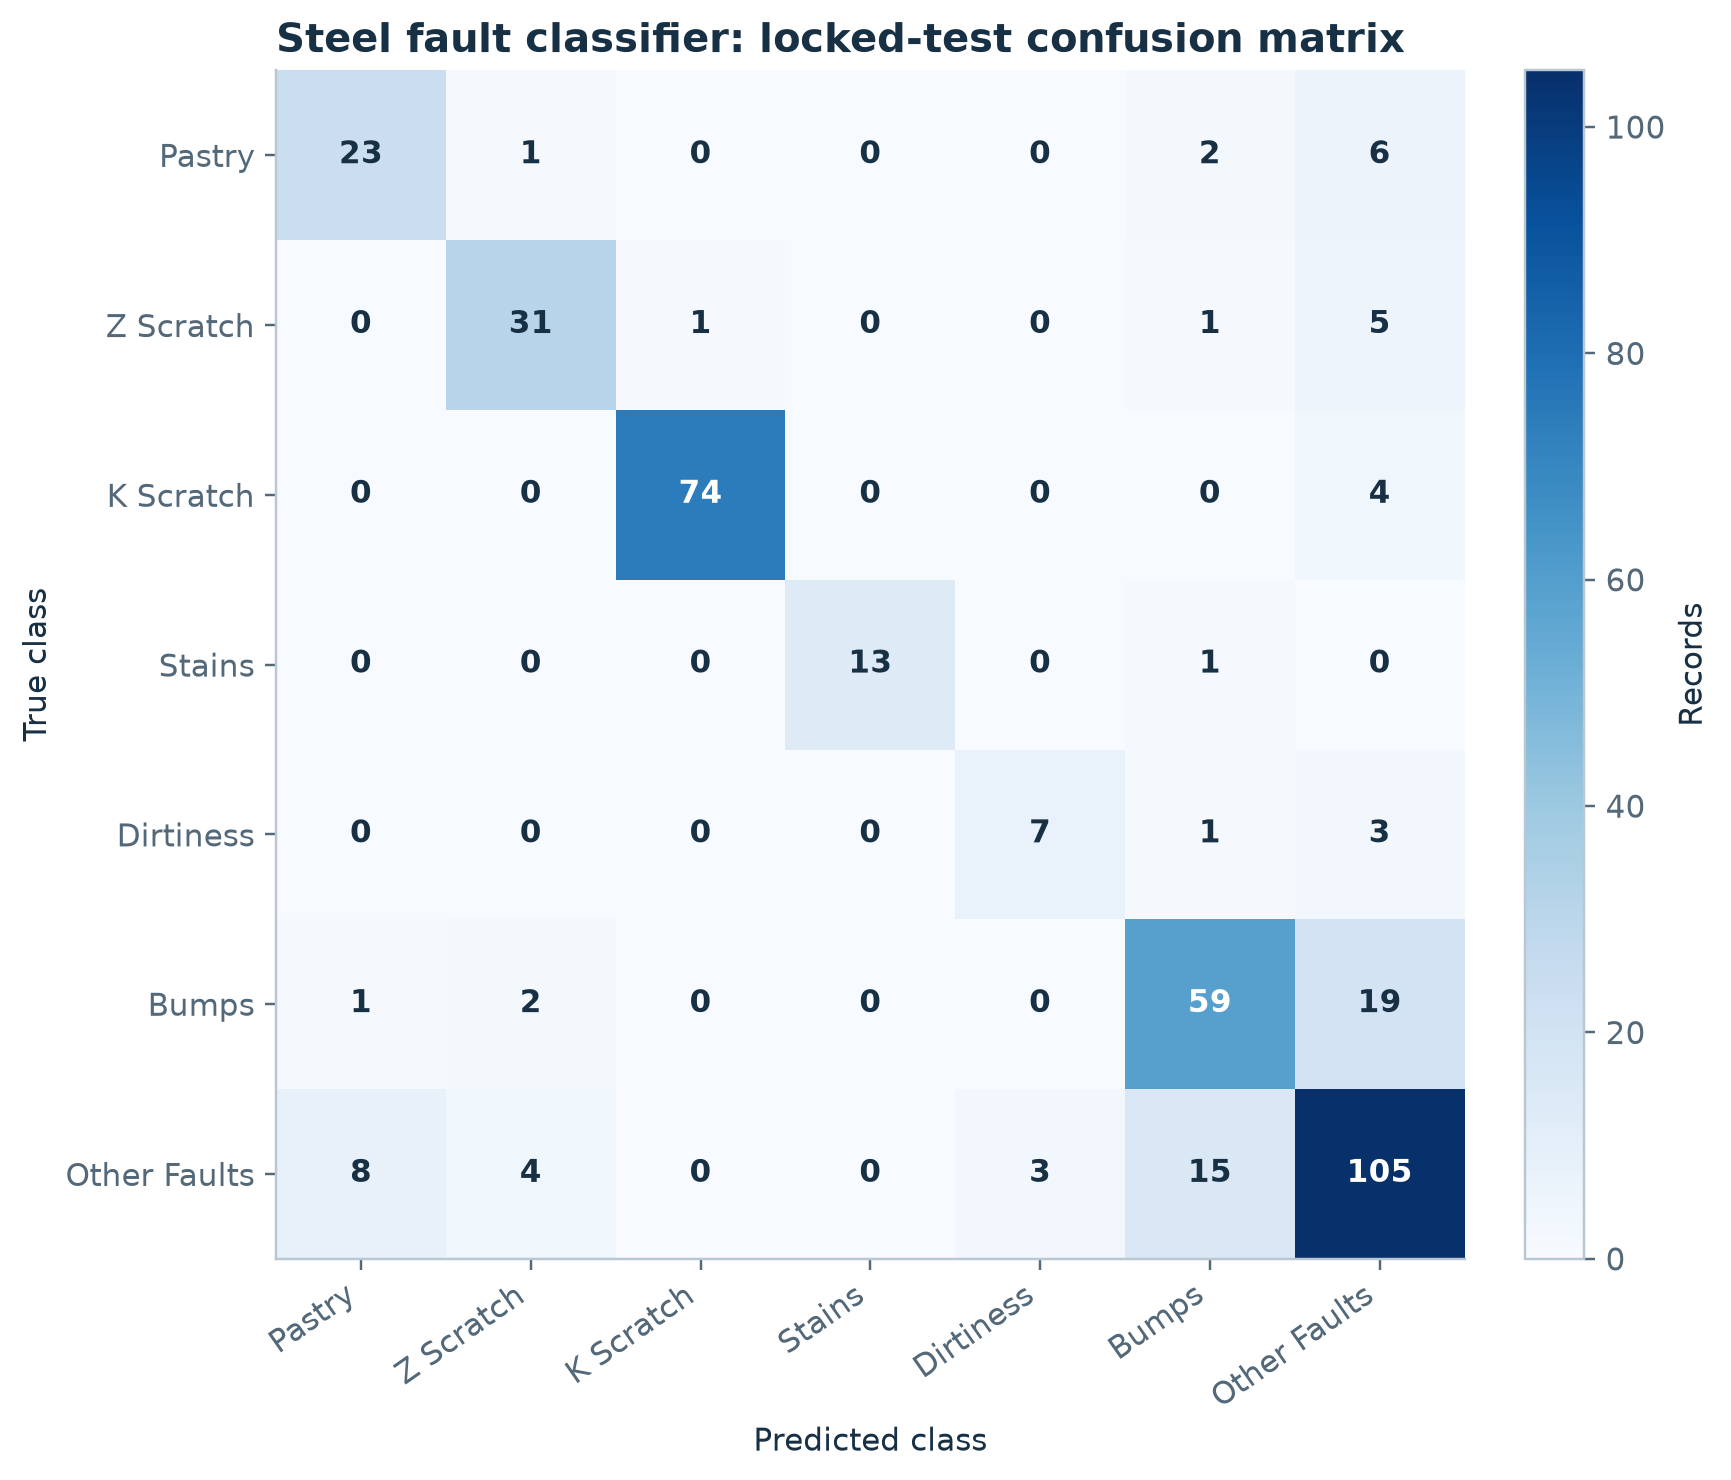 Steel fault classifier: locked-test confusion matrix
Pastry 23 1 0 0 0 2 6
Z Scratch 0 31 1 0 0 1 5
K Scratch 0 0 74 0 0 0 4
Stains 0 0 0 13 0 1 0
Dirtiness 0 0 0 0 7 1 3
Bumps 1 2 0 0 0 59 19
Other Faults 8 4 0 0 3 15 105
True class
Pastry Z Scratch K Scratch Stains Dirtiness Bumps Other Faults
Predicted class
100
80
60
40
20
0
Records